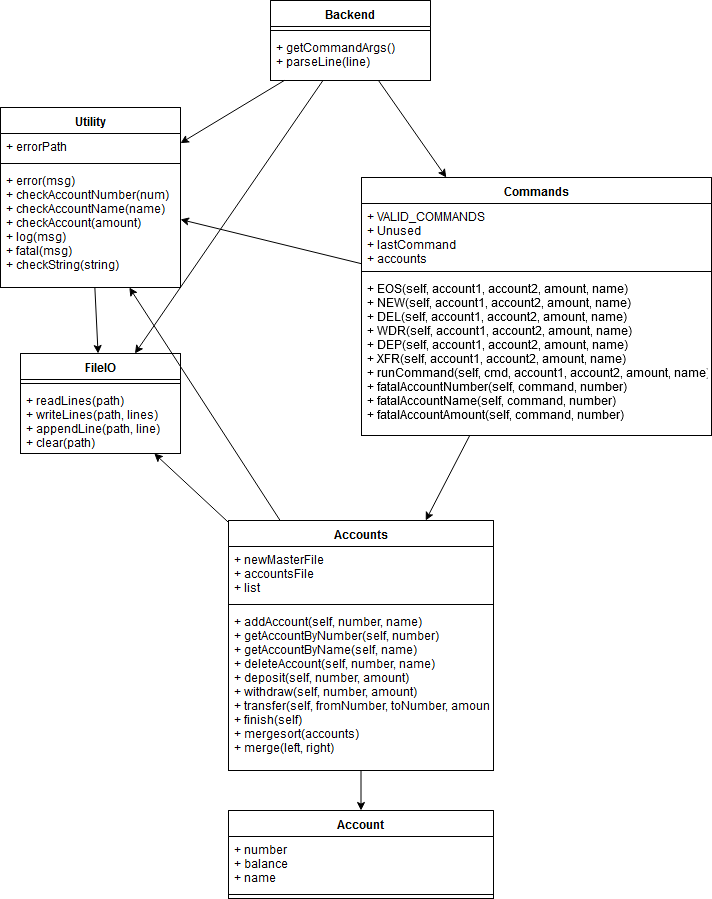 Backend
+ getCommandArgs()
+ parseLine(line)
Utility
+ errorPath
+ error(msg)
+ checkAccountNumber(num)
+ checkAccountName(name)
+ checkAccount(amount)
+ log(msg)
+ fatal(msg)
+ checkString(string)
Commands
+ VALID_COMMANDS
+ Unused
+ lastCommand
+ accounts
+ EOS(self, account1, account2, amount, name)
+ NEW(self, account1, account2, amount, name)
+ DEL(self, account1, account2, amount, name)
+ WDR(self, account1, account2, amount, name)
+ DEP(self, account1, account2, amount, name)
+ XFR(self, account1, account2, amount, name)
+ runCommand(self, cmd, account1, account2, amount, name)
+ fatalAccountNumber(self, command, number)
+ fatalAccountName(self, command, number)
+ fatalAccountAmount(self, command, number)
FileIO
+ readLines(path)
+ writeLines(path, lines)
+ appendLine(path, line)
+ clear(path)
Accounts
+ newMasterFile
+ accountsFile
+ list
+ addAccount(self, number, name)
+ getAccountByNumber(self, number)
+ getAccountByName(self, name)
+ deleteAccount(self, number, name)
+ deposit(self, number, amount)
+ withdraw(self, number, amount)
+ transfer(self, fromNumber, toNumber, amoun
+ finish(self)
+ mergesort(accounts)
+ merge(left, right)
Account
+ number
+ balance
+ name